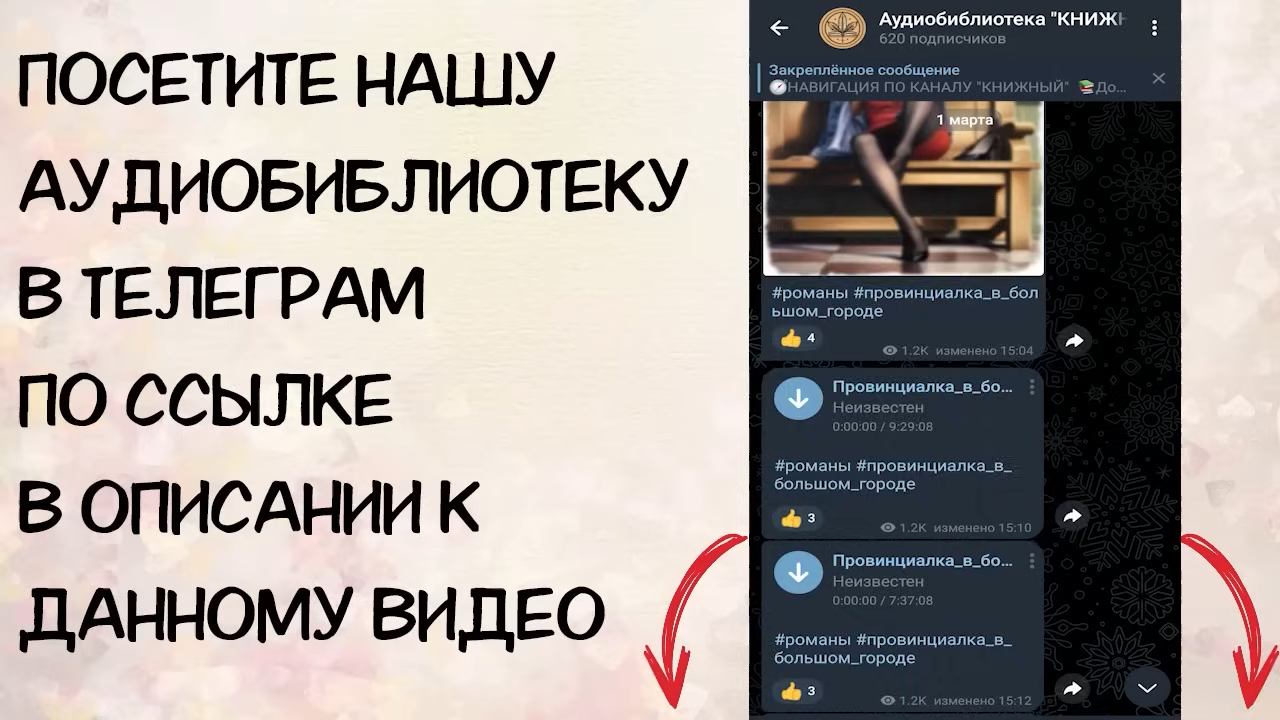 ПОСЕТИТЕ НАШУ
АУДИОБИБЛИОТЕКУ
В ТЕЛЕГРАМ
ПО ССЫЛКЕ
В ОПИСАНИИ К
ДАННОМУ ВИДЕО
Аудиобиблиотека "КНИЖН
620 подписчиков
Закреплённое сообщение
НАВИГАЦИЯ ПО КАНАЛУ "КНИЖНЫЙ" 📚До...
1 марта
#романы #провинциалка_в_бол
ьшом_городе
👍 4
1.2K изменено 15:04
Провинциалка_в_бо...
Неизвестен
0:00:00 / 9:29:08
#романы #провинциалка_в_
большом_городе
👍 3
1.2K изменено 15:10
Провинциалка_в_бо...
Неизвестен
0:00:00 / 7:37:08
#романы #провинциалка_в_
большом_городе
👍 3
1.2K изменено 15:12